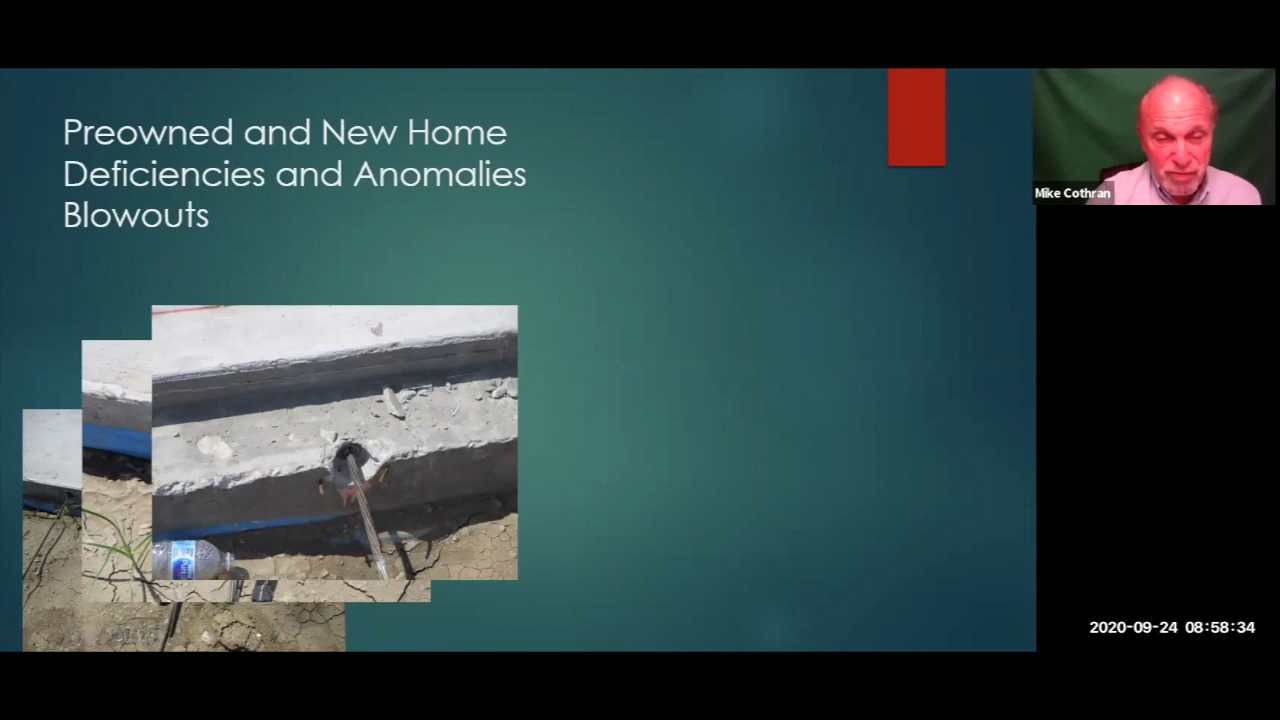 Preowned and New Home
Deficiencies and Anomalies
Blowouts
Mike Cothran
2020-09-24 08:58:34